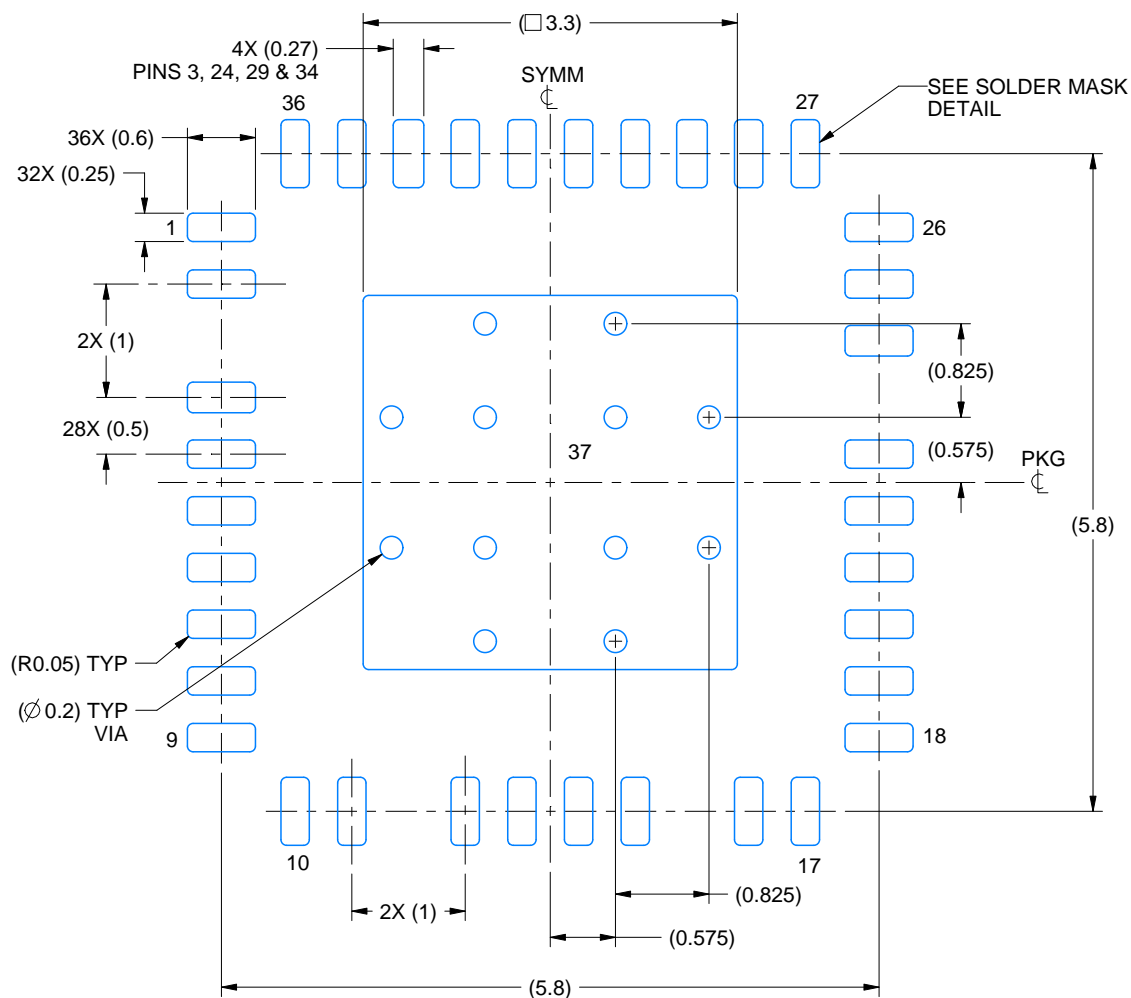 (□ 3.3)
4X (0.27)
PINS 3, 24, 29 & 34
SYMM
℄
36
27
SEE SOLDER MASK
DETAIL
36X (0.6)
32X (0.25)
1
26
2X (1)
(0.825)
28X (0.5)
37
(0.575)
PKG
℄
(5.8)
(R0.05) TYP
(∅ 0.2) TYP
VIA
9
18
10
17
(0.825)
2X (1)
(0.575)
(5.8)